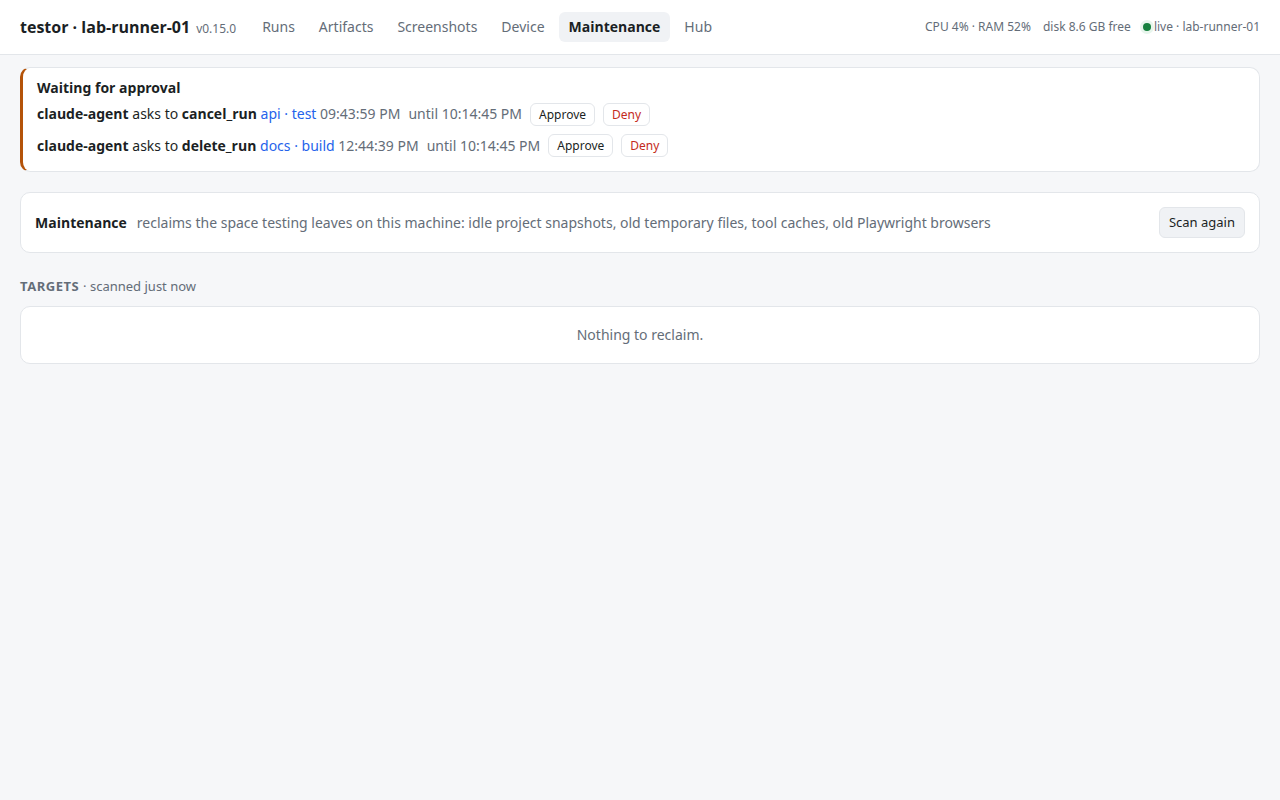 testor · lab-runner-01 v0.15.0 Runs Artifacts Screenshots Device Maintenance Hub CPU 4% · RAM 52% disk 8.6 GB free live · lab-runner-01
Waiting for approval
claude-agent asks to cancel_run api · test 09:43:59 PM until 10:14:45 PM Approve Deny
claude-agent asks to delete_run docs · build 12:44:39 PM until 10:14:45 PM Approve Deny
Maintenance reclaims the space testing leaves on this machine: idle project snapshots, old temporary files, tool caches, old Playwright browsers Scan again
TARGETS · scanned just now
Nothing to reclaim.